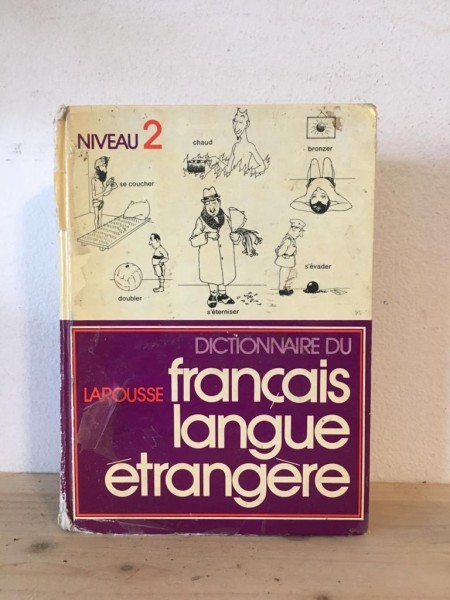 NIVEAU 2
chaud
bronzer
se coucher
doubler
s'éterniser
s'évader
DICTIONNAIRE DU
LAROUSSE français
langue
étrangère